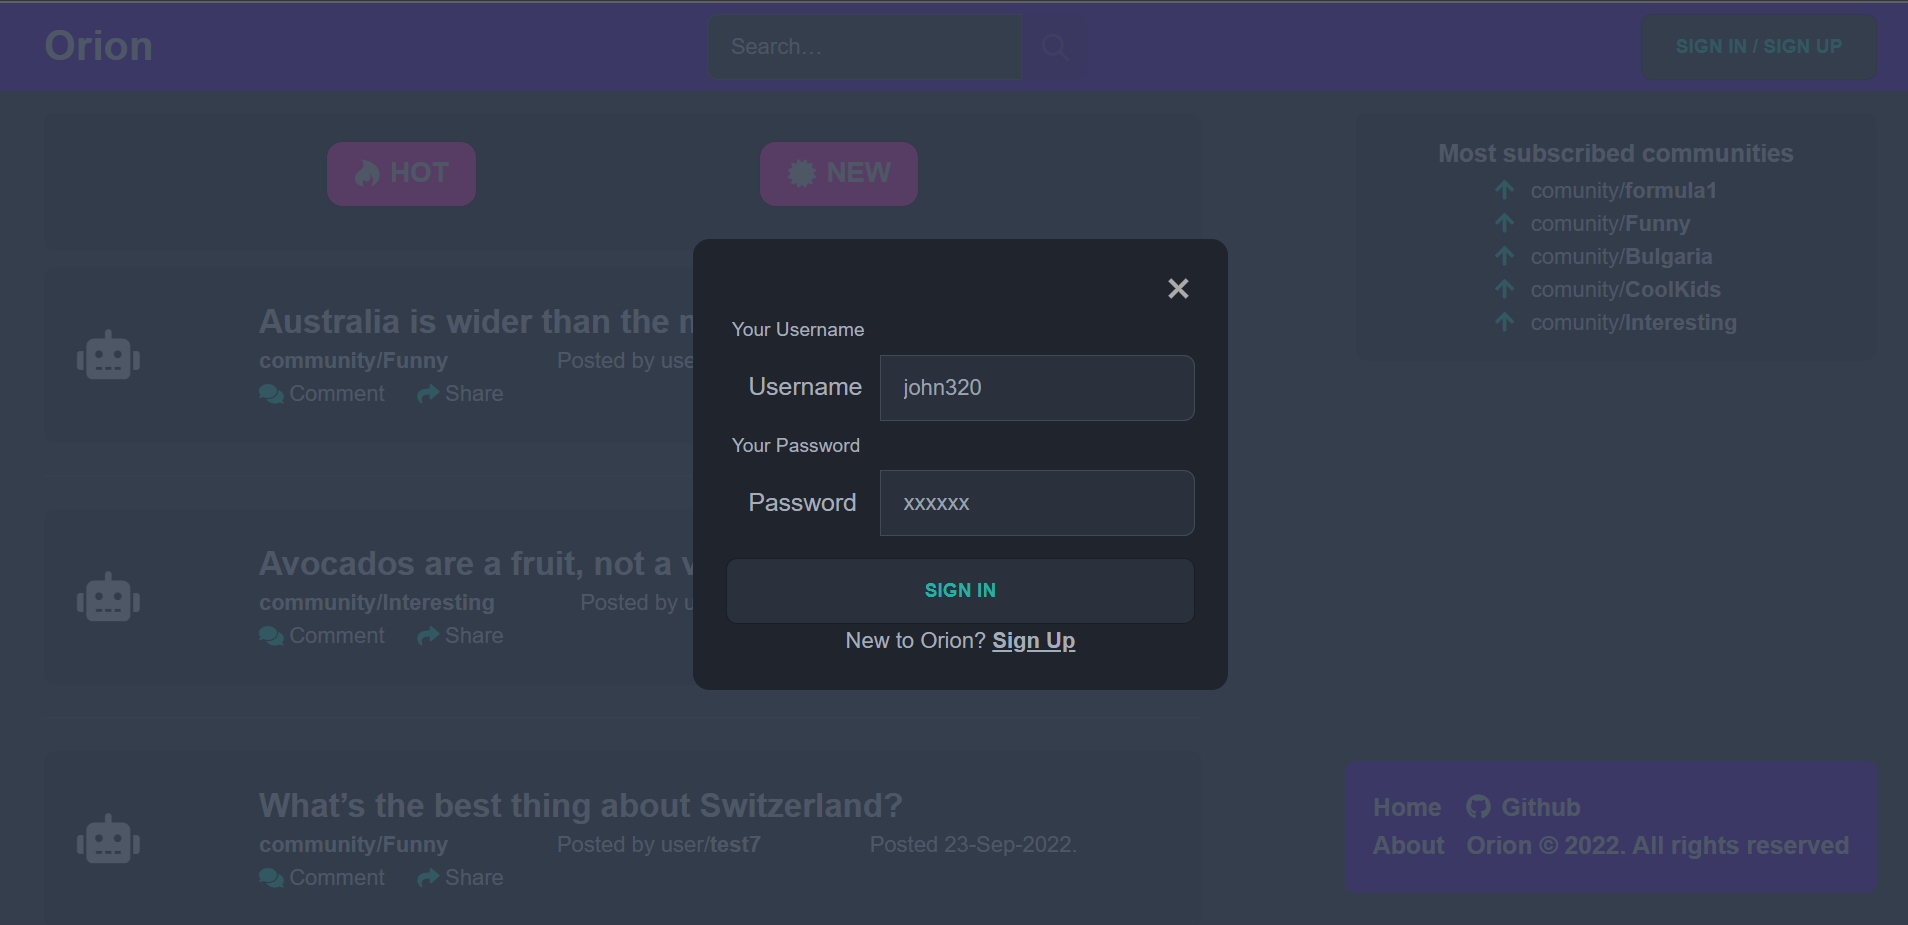 Orion
Search…
SIGN IN / SIGN UP
HOT
NEW
Most subscribed communities
comunity/formula1
comunity/Funny
comunity/Bulgaria
comunity/CoolKids
comunity/Interesting
Australia is wider than the
community/Funny
Posted by
Comment
Share
Avocados are a fruit, not a
community/Interesting
Posted by
Comment
Share
What’s the best thing about Switzerland?
community/Funny
Posted by user/test7
Posted 23-Sep-2022.
Comment
Share
×
Your Username
Username
john320
Your Password
Password
xxxxxx
SIGN IN
New to Orion? Sign Up
Home
Github
About
Orion © 2022. All rights reserved